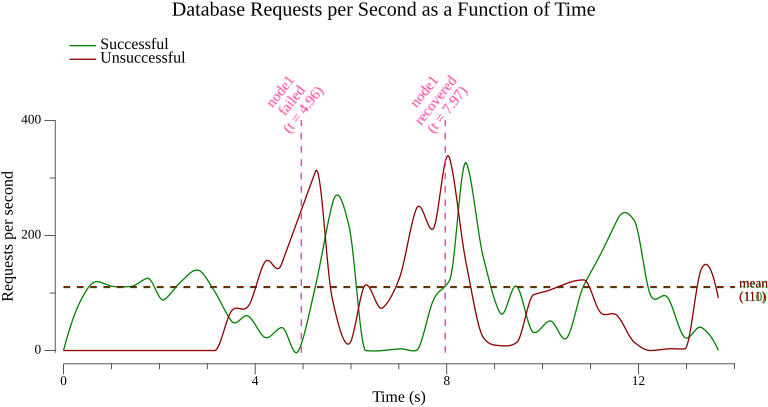 Database Requests per Second as a Function of Time
Successful
Unsuccessful
node1
failed
(t = 4.96)
node1
recovered
(t = 7.97)
400
200
0
Requests per second
mean
0
4
8
12
Time (s)